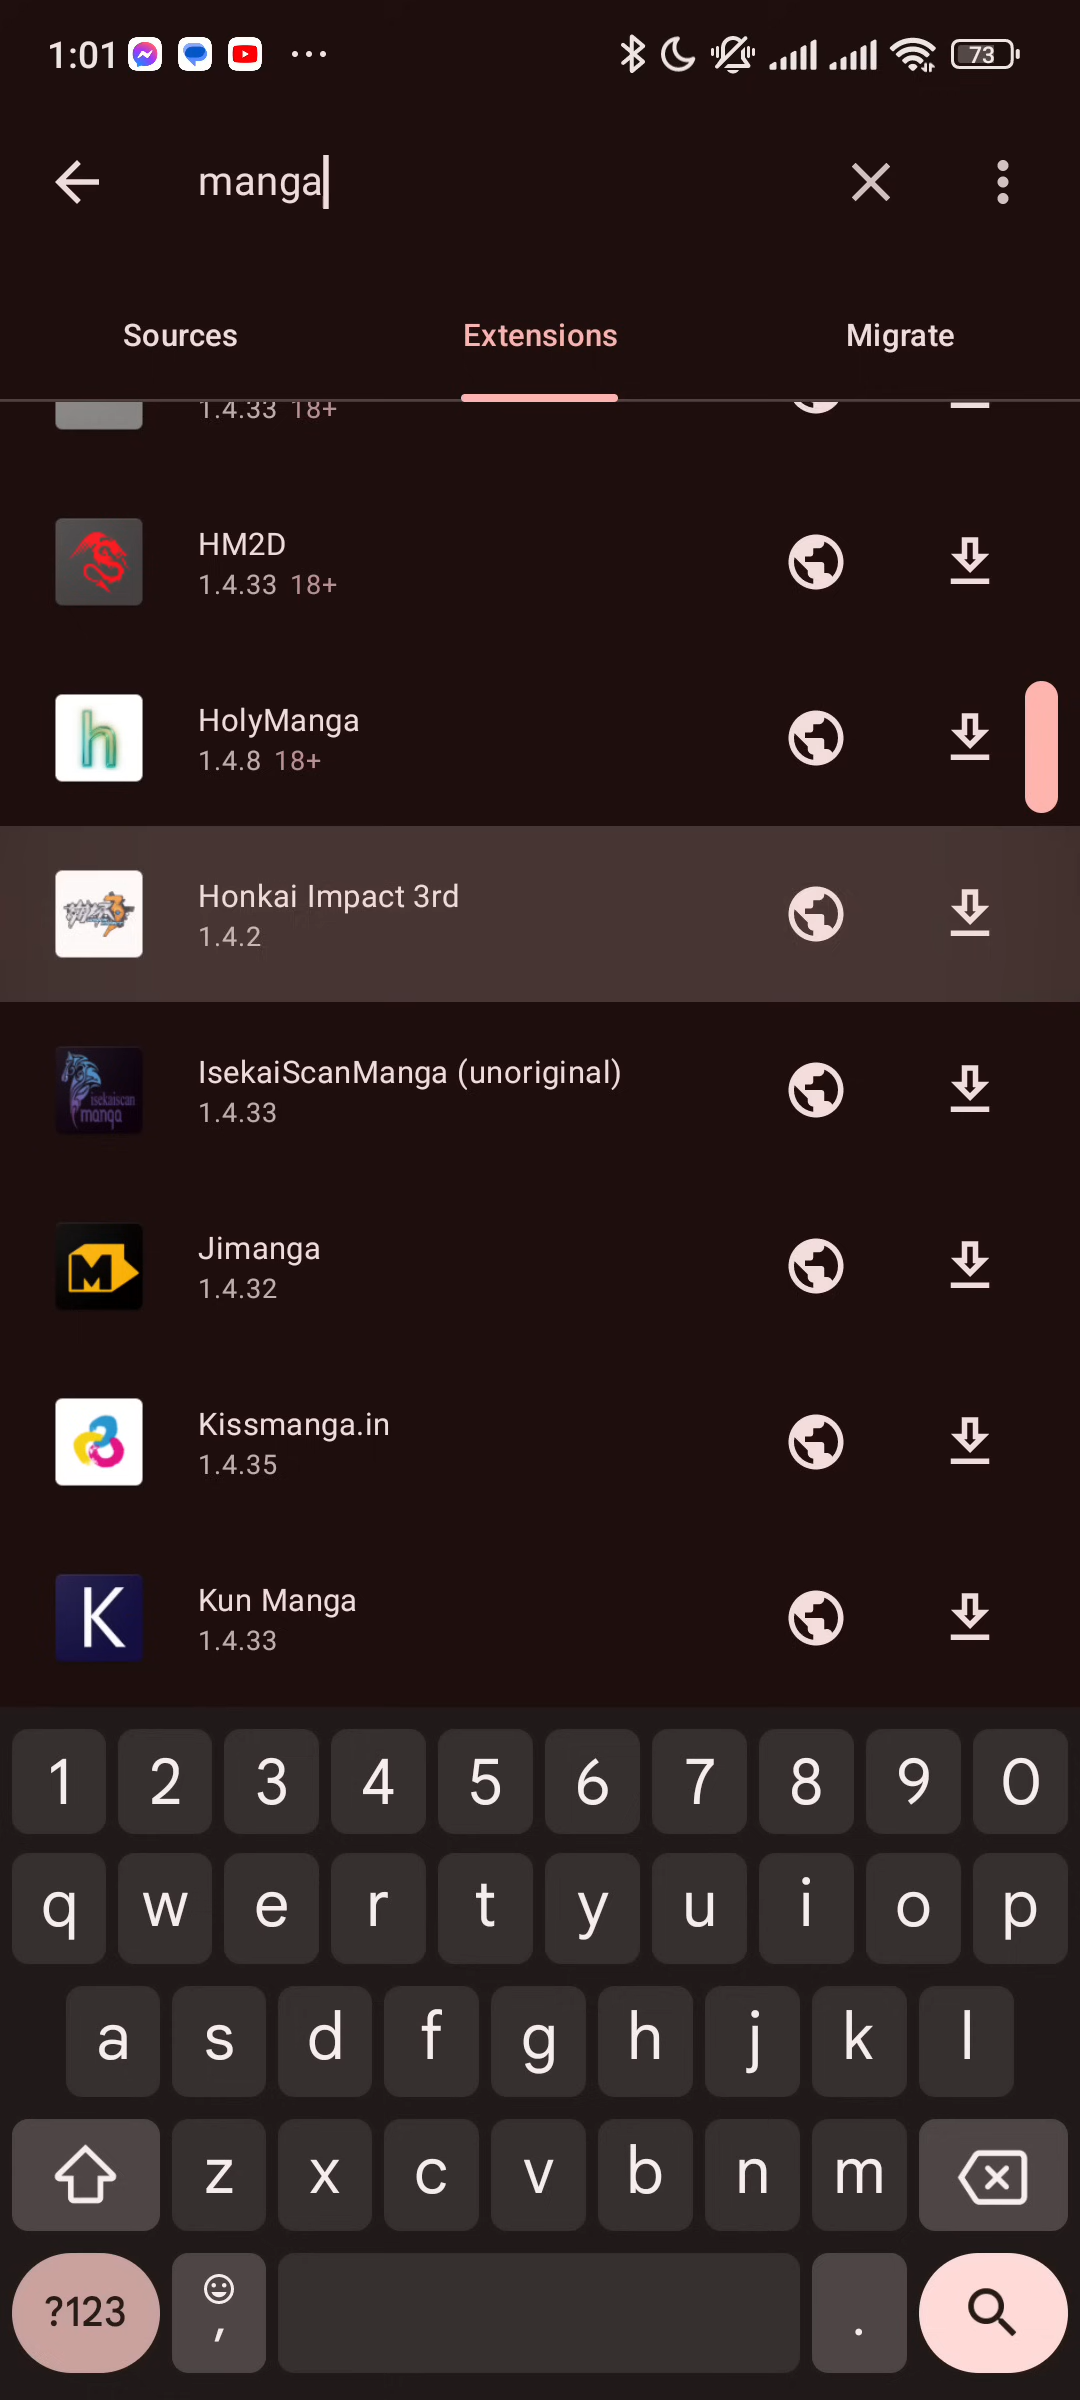 1:01
73
manga
Sources
Extensions
Migrate
1.4.33 18+
HM2D
1.4.33 18+
h
HolyManga
1.4.8 18+
Honkai Impact 3rd
1.4.2
isekaiscan
manga
IsekaiScanManga (unoriginal)
1.4.33
M
Jimanga
1.4.32
Kissmanga.in
1.4.35
K
Kun Manga
1.4.33
1 2 3 4 5 6 7 8 9 0
q w e r t y u i o p
a s d f g h j k l
z x c v b n m
?123 , .